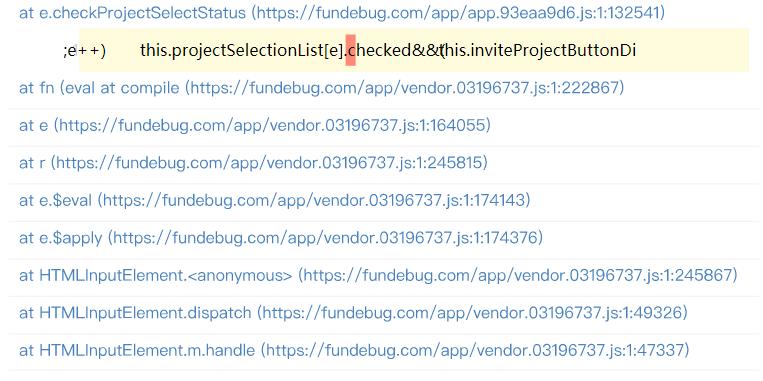 at e.checkProjectSelectStatus (https://fundebug.com/app/app.93eaa9d6.js:1:132541)
;e++) this.projectSelectionList[e].checked&&(this.inviteProjectButtonDi
at fn (eval at compile (https://fundebug.com/app/vendor.03196737.js:1:222867)
at e (https://fundebug.com/app/vendor.03196737.js:1:164055)
at r (https://fundebug.com/app/vendor.03196737.js:1:245815)
at e.$eval (https://fundebug.com/app/vendor.03196737.js:1:174143)
at e.$apply (https://fundebug.com/app/vendor.03196737.js:1:174376)
at HTMLInputElement.<anonymous> (https://fundebug.com/app/vendor.03196737.js:1:245867)
at HTMLInputElement.dispatch (https://fundebug.com/app/vendor.03196737.js:1:49326)
at HTMLInputElement.m.handle (https://fundebug.com/app/vendor.03196737.js:1:47337)